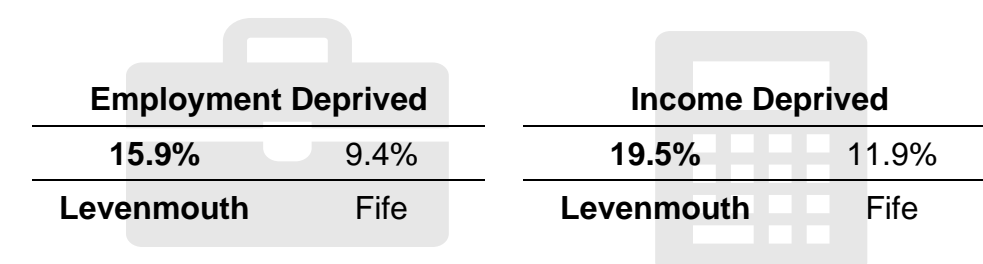 Employment Deprived
15.9% 9.4%
Levenmouth Fife
Income Deprived
19.5% 11.9%
Levenmouth Fife